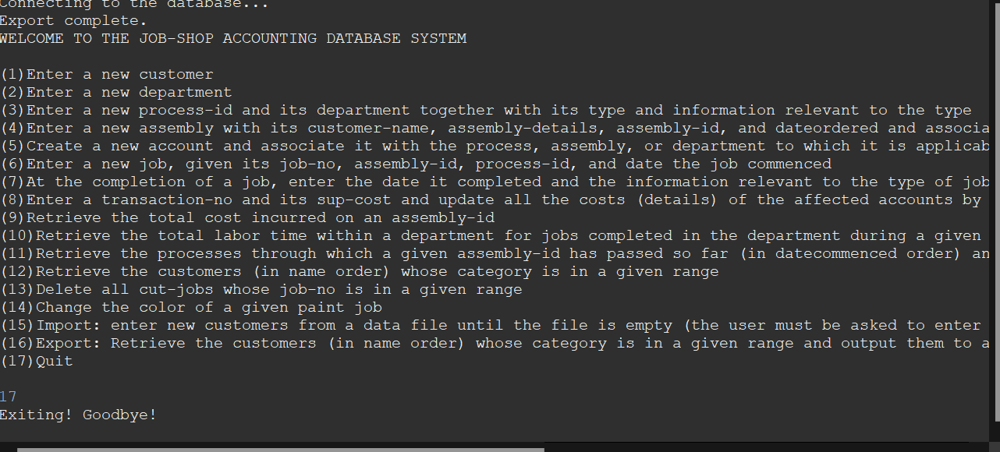 Connecting to the database...
Export complete.
WELCOME TO THE JOB-SHOP ACCOUNTING DATABASE SYSTEM
(1)Enter a new customer
(2)Enter a new department
(3)Enter a new process-id and its department together with its type and information relevant to the type
(4)Enter a new assembly with its customer-name, assembly-details, assembly-id, and dateordered and associa
(5)Create a new account and associate it with the process, assembly, or department to which it is applicab
(6)Enter a new job, given its job-no, assembly-id, process-id, and date the job commenced
(7)At the completion of a job, enter the date it completed and the information relevant to the type of job
(8)Enter a transaction-no and its sup-cost and update all the costs (details) of the affected accounts by
(9)Retrieve the total cost incurred on an assembly-id
(10)Retrieve the total labor time within a department for jobs completed in the department during a given
(11)Retrieve the processes through which a given assembly-id has passed so far (in datecommenced order) an
(12)Retrieve the customers (in name order) whose category is in a given range
(13)Delete all cut-jobs whose job-no is in a given range
(14)Change the color of a given paint job
(15)Import: enter new customers from a data file until the file is empty (the user must be asked to enter
(16)Export: Retrieve the customers (in name order) whose category is in a given range and output them to a
(17)Quit
17
Exiting! Goodbye!